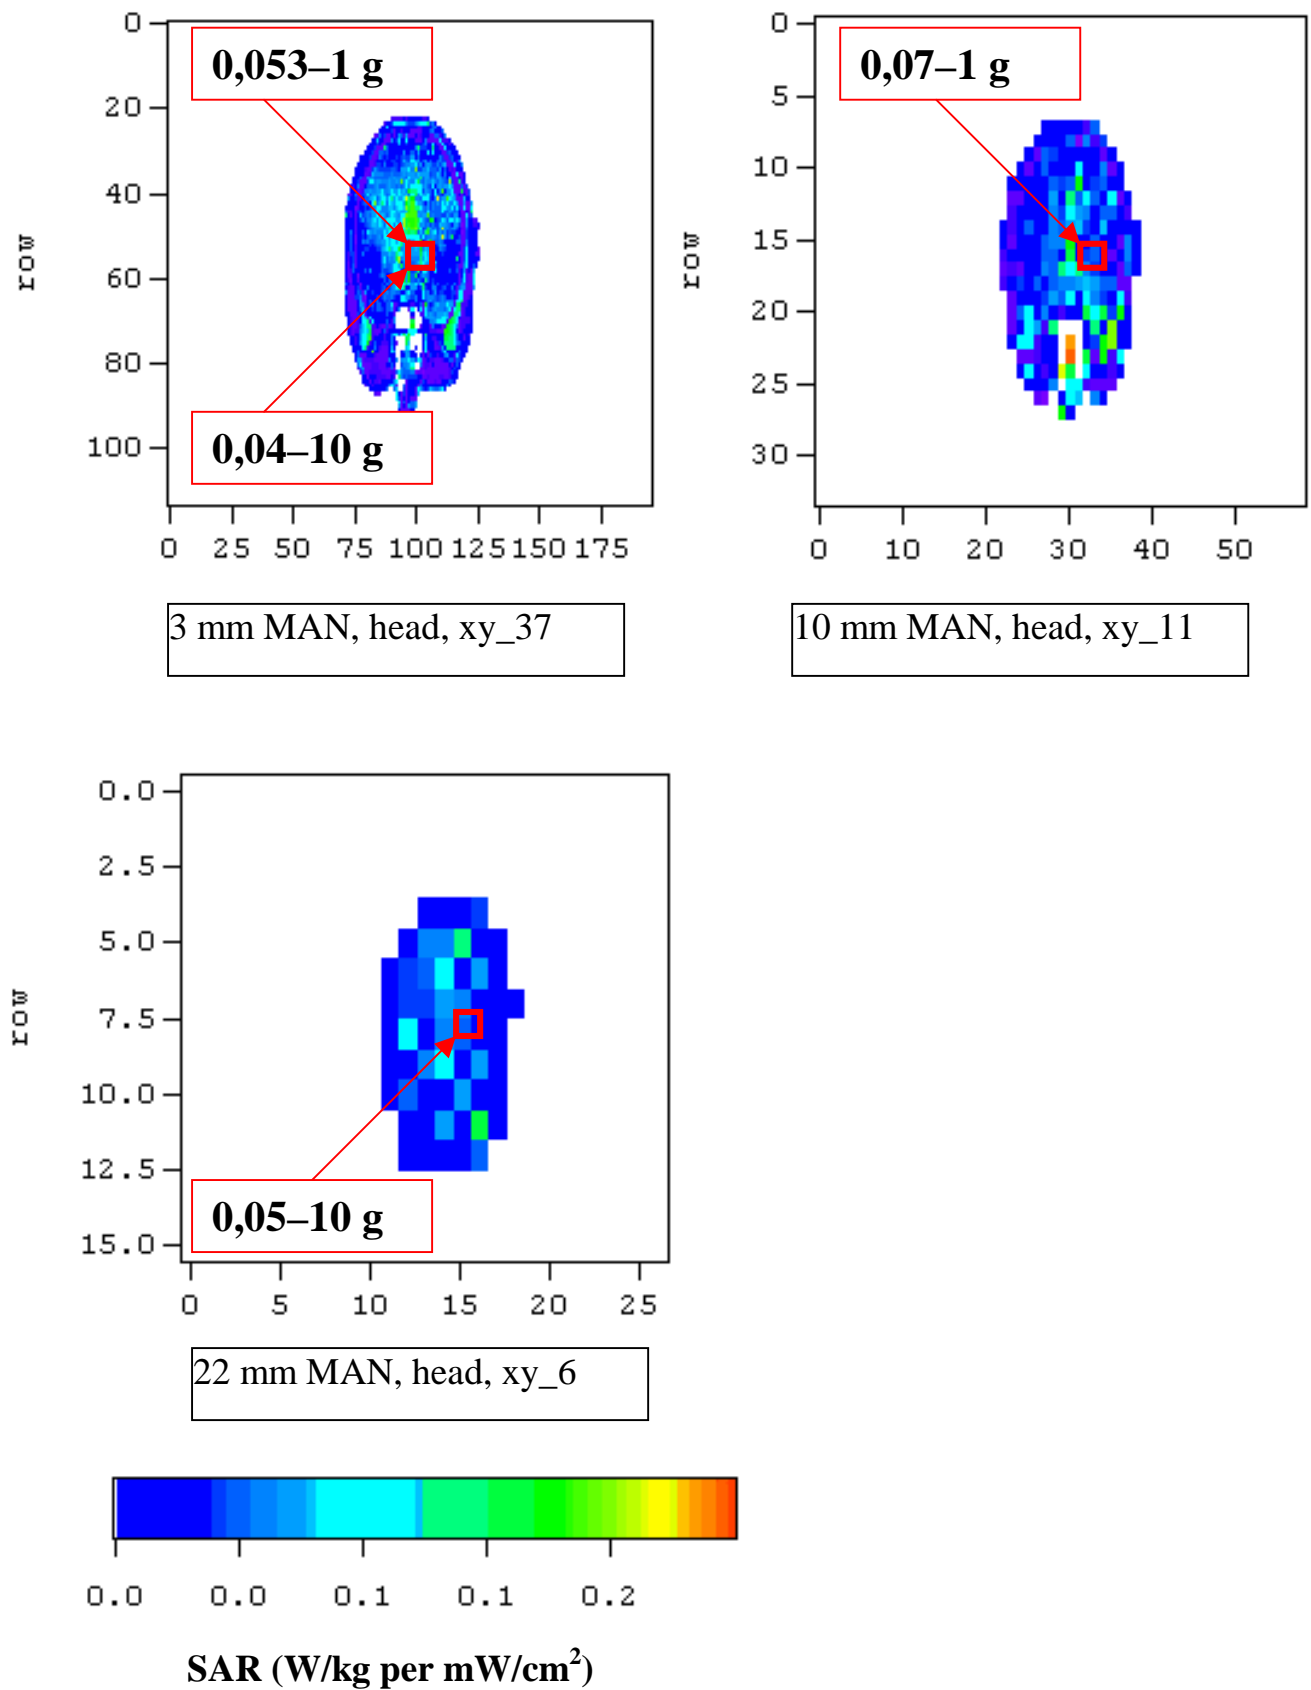 0,053–1 g
0
20
40
60
80
100
row
0,04–10 g
0 25 50 75 100 125 150 175
3 mm MAN, head, xy_37
0,07–1 g
0
5
10
15
20
25
30
row
0 10 20 30 40 50
10 mm MAN, head, xy_11
0.0
2.5
5.0
7.5
10.0
12.5
15.0
row
0,05–10 g
0 5 10 15 20 25
22 mm MAN, head, xy_6
0.0 0.0 0.1 0.1 0.2
SAR (W/kg per mW/cm²)